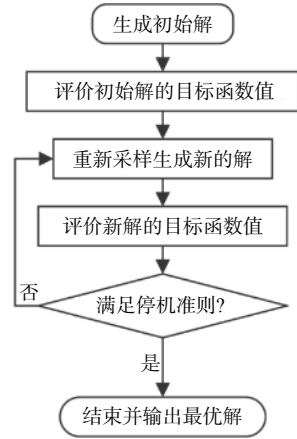 生成初始解
评价初始解的目标函数值
重新采样生成新的解
评价新解的目标函数值
满足停机准则?
否
是
结束并输出最优解